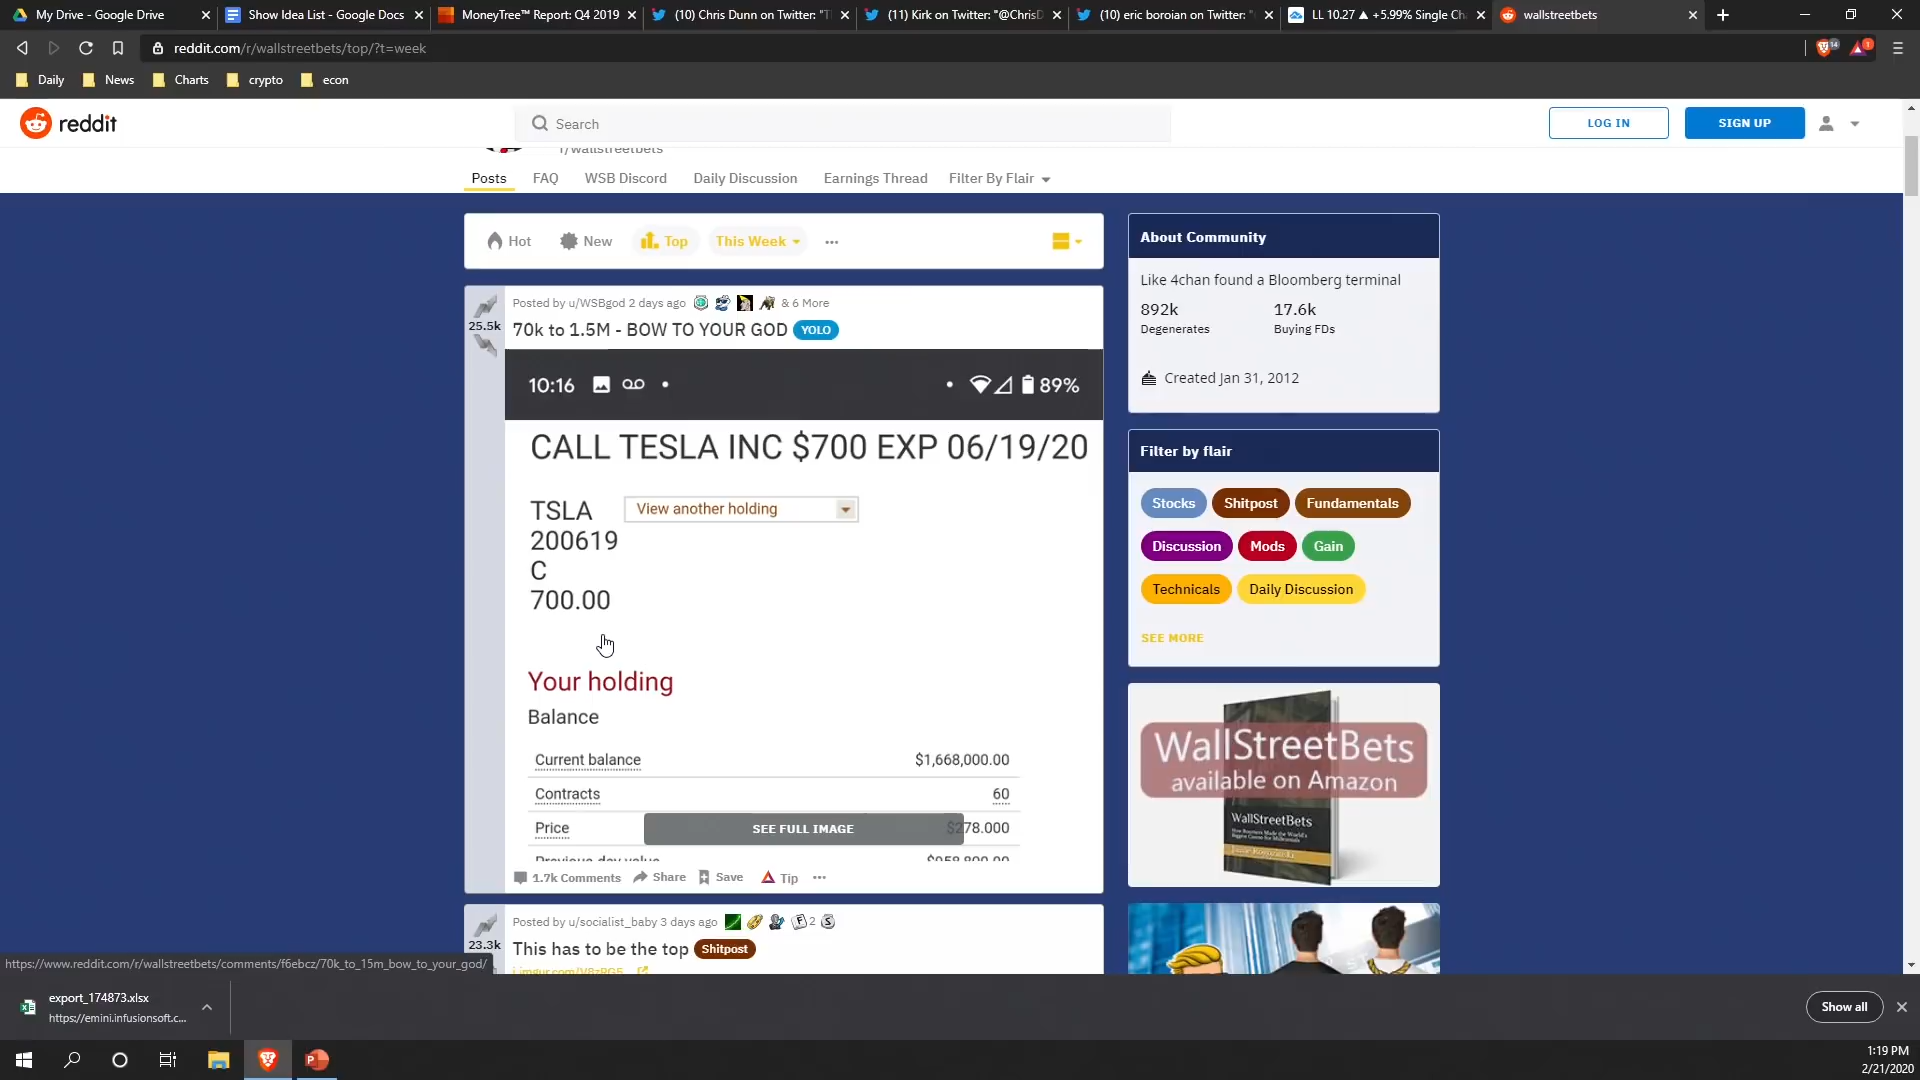 My Drive - Google Drive
Show Idea List - Google Docs
MoneyTree™ Report: Q4 2019
(10) Chris Dunn on Twitter: "T
(11) Kirk on Twitter: "@ChrisD
(10) eric boroian on Twitter: "
LL 10.27 ▲ +5.99% Single Ch
wallstreetbets
reddit.com/r/wallstreetbets/top/?t=week
14
1
Daily
News
Charts
crypto
econ
reddit
Search
LOG IN
SIGN UP
r/wallstreetbets
Posts
FAQ
WSB Discord
Daily Discussion
Earnings Thread
Filter By Flair
Hot
New
Top
This Week
25.5k
Posted by u/WSBgod 2 days ago
& 6 More
70k to 1.5M - BOW TO YOUR GOD
YOLO
10:16
89%
CALL TESLA INC $700 EXP 06/19/20
TSLA
200619
C
700.00
View another holding
Your holding
Balance
Current balance $1,668,000.00
Contracts 60
Price $278.000
SEE FULL IMAGE
Previous day value $958,800.00
1.7k Comments
Share
Save
Tip
23.3k
Posted by u/socialist_baby 3 days ago
F 2
S
This has to be the top
Shitpost
About Community
Like 4chan found a Bloomberg terminal
892k
Degenerates
17.6k
Buying FDs
Created Jan 31, 2012
Filter by flair
Stocks
Shitpost
Fundamentals
Discussion
Mods
Gain
Technicals
Daily Discussion
SEE MORE
WallStreetBets
available on Amazon
WallStreetBets
https://www.reddit.com/r/wallstreetbets/comments/f6ebcz/70k_to_15m_bow_to_your_god/
export_174873.xlsx
https://emini.infusionsoft.c...
Show all
1:19 PM
2/21/2020